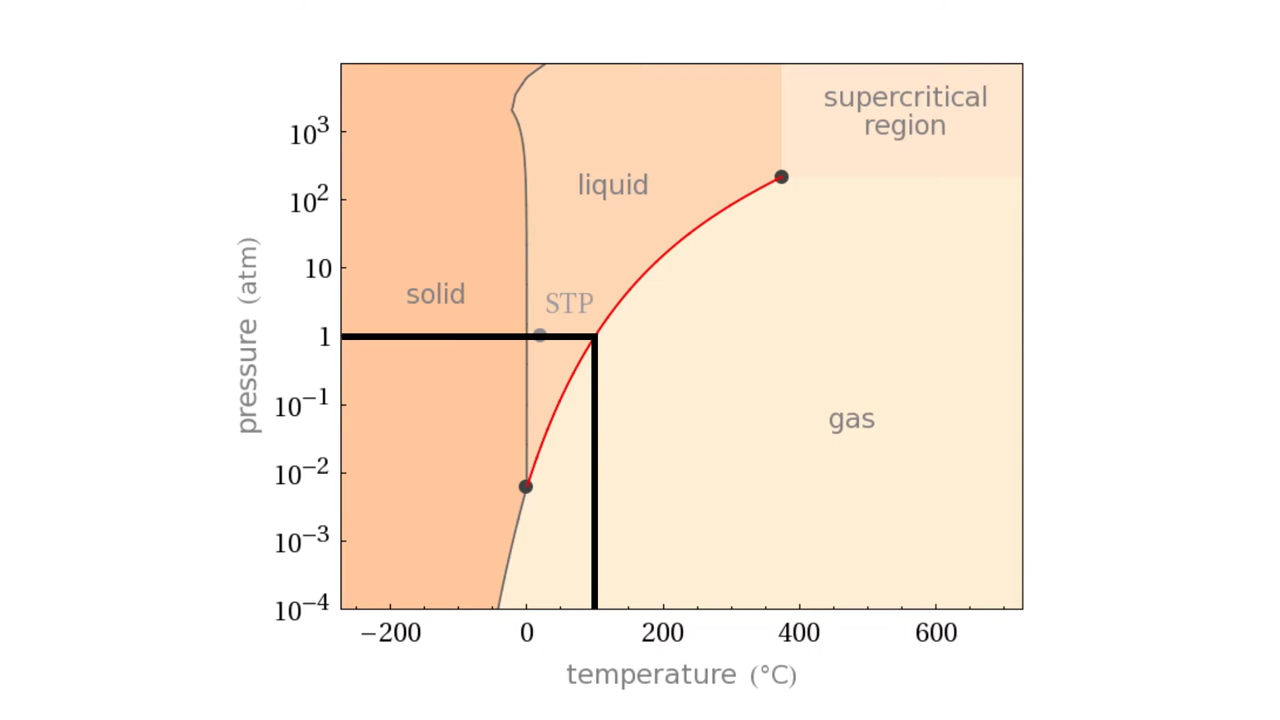 supercritical
region
liquid
solid
STP
gas
10³
10²
10
1
10⁻¹
10⁻²
10⁻³
10⁻⁴
pressure (atm)
−200 0 200 400 600
temperature (°C)